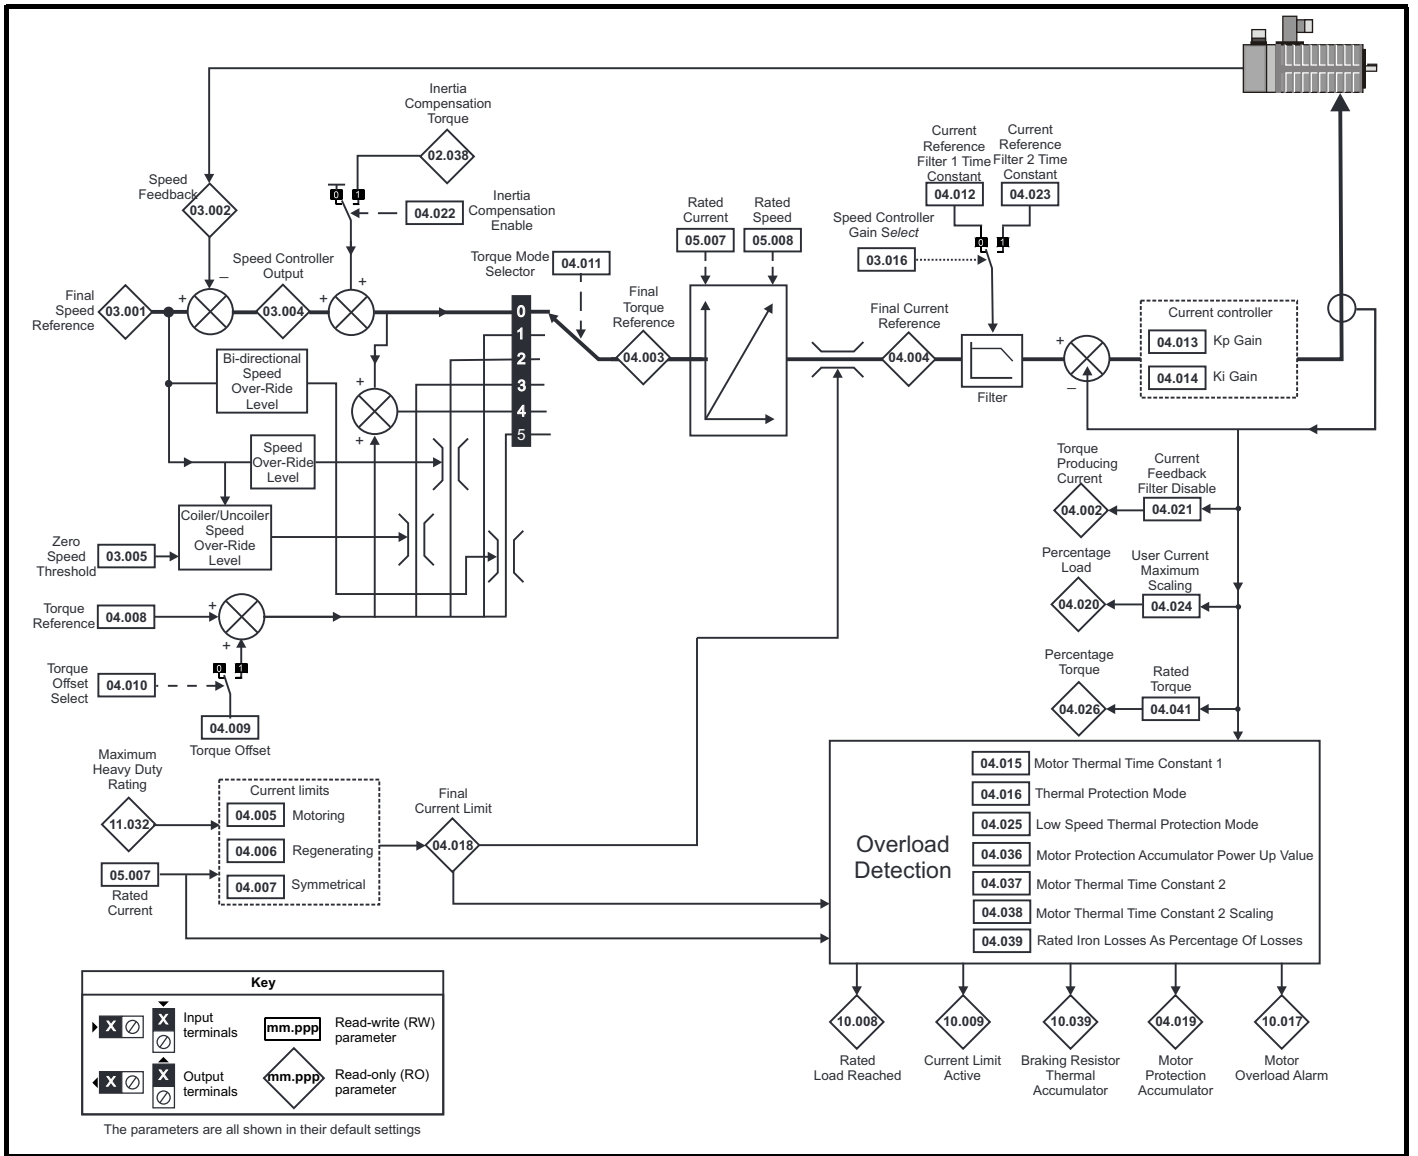 Inertia
Compensation
Torque
02.038
Speed
Feedback
03.002
0
1
04.022
Inertia
Compensation
Enable
Current
Reference
Filter 1 Time
Constant
04.012
Current
Reference
Filter 2 Time
Constant
04.023
0
1
Rated
Current
05.007
Rated
Speed
05.008
Speed Controller
Gain Select
03.016
Final
Speed
Reference
03.001
+
–
Speed Controller
Output
03.004
+
+
Torque Mode
Selector
04.011
0
1
2
3
4
5
Final
Torque
Reference
04.003
Final Current
Reference
04.004
Filter
+
–
Current controller
04.013
Kp Gain
04.014
Ki Gain
Bi-directional
Speed
Over-Ride
Level
+
+
Speed
Over-Ride
Level
Coiler/Uncoiler
Speed
Over-Ride
Level
Zero
Speed
Threshold
03.005
Torque
Reference
04.008
+
+
0
1
Torque
Offset
Select
04.010
04.009
Torque Offset
Torque
Producing
Current
04.002
Current
Feedback
Filter Disable
04.021
Percentage
Load
04.020
User Current
Maximum
Scaling
04.024
Percentage
Torque
04.026
Rated
Torque
04.041
Maximum
Heavy Duty
Rating
11.032
05.007
Rated
Current
Current limits
04.005
Motoring
04.006
Regenerating
04.007
Symmetrical
Final
Current Limit
04.018
Overload
Detection
04.015
Motor Thermal Time Constant 1
04.016
Thermal Protection Mode
04.025
Low Speed Thermal Protection Mode
04.036
Motor Protection Accumulator Power Up Value
04.037
Motor Thermal Time Constant 2
04.038
Motor Thermal Time Constant 2 Scaling
04.039
Rated Iron Losses As Percentage Of Losses
10.008
Rated
Load Reached
10.009
Current Limit
Active
10.039
Braking Resistor
Thermal
Accumulator
04.019
Motor
Protection
Accumulator
10.017
Motor
Overload Alarm
Key
X
X
Input
terminals
mm.ppp
Read-write (RW)
parameter
X
X
Output
terminals
mm.ppp
Read-only (RO)
parameter
The parameters are all shown in their default settings